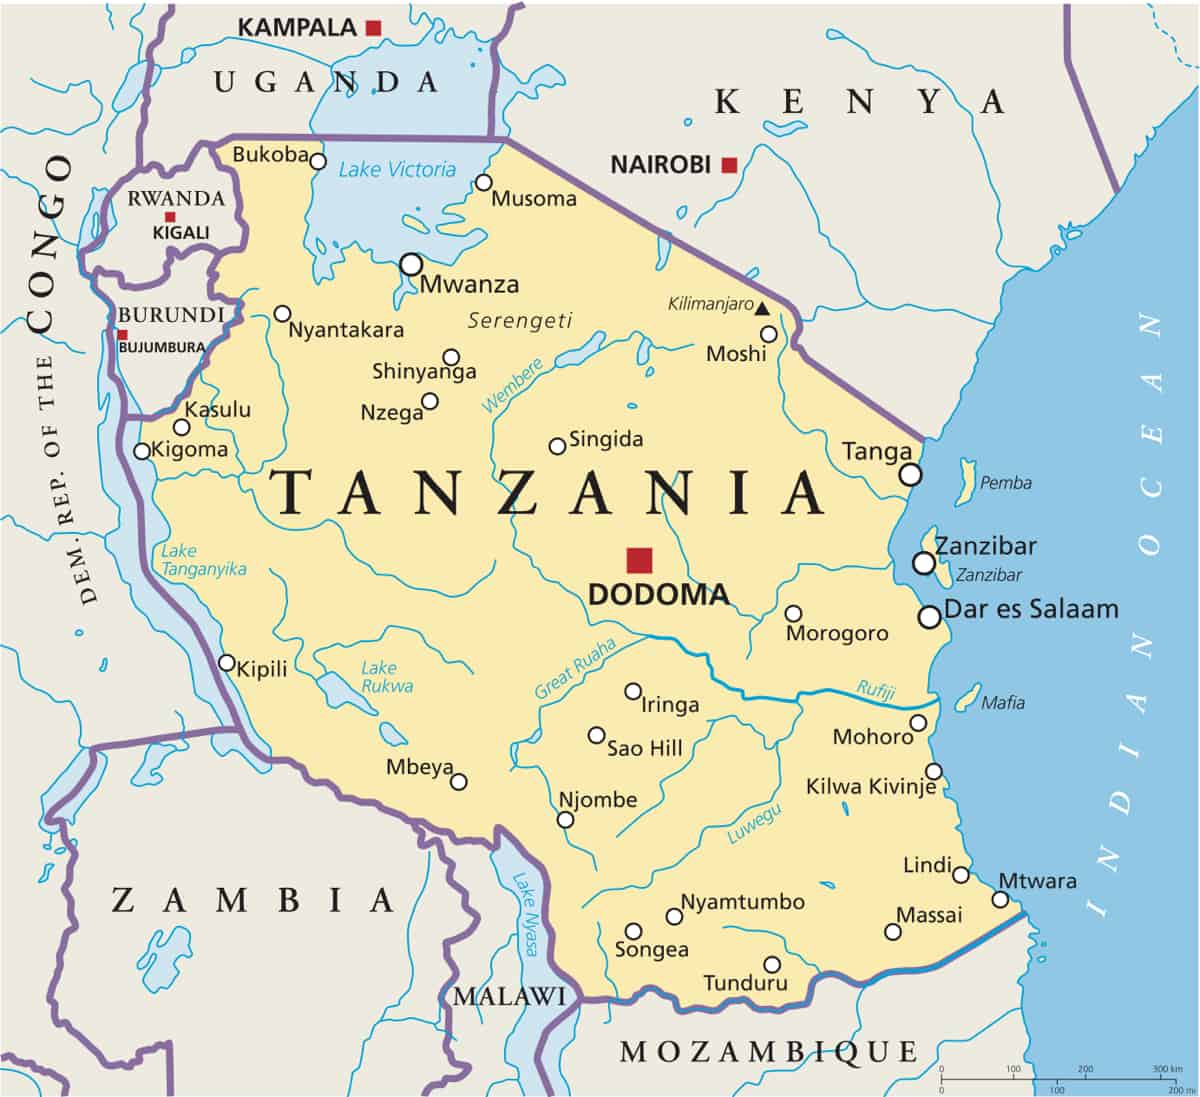 KAMPALA
UGANDA
KENYA
NAIROBI
Bukoba
Lake Victoria
Musoma
RWANDA
KIGALI
DEM. REP. OF THE CONGO
Mwanza
Kilimanjaro
Serengeti
BURUNDI
BUJUMBURA
Nyantakara
Moshi
Shinyanga
Wembere
Nzega
Kasulu
Kigoma
Singida
Tanga
TANZANIA
Pemba
Lake
Tanganyika
Zanzibar
Zanzibar
DODOMA
Dar es Salaam
Morogoro
INDIAN OCEAN
Kipili
Lake
Rukwa
Great Ruaha
Iringa
Rufiji
Mafia
Sao Hill
Mohoro
Mbeya
Kilwa Kivinje
Njombe
Luwegu
Lindi
Mtwara
ZAMBIA
Lake Nyasa
Nyamtumbo
Massai
Songea
Tunduru
MALAWI
MOZAMBIQUE
0 100 200 300 km
0 100 200 mi